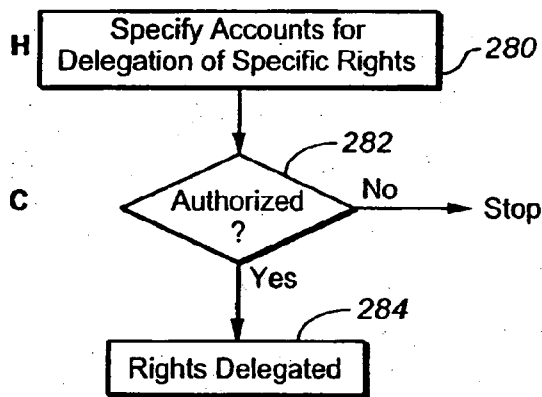 H
Specify Accounts for
Delegation of Specific Rights
280
282
C
Authorized
?
No
Stop
Yes
284
Rights Delegated